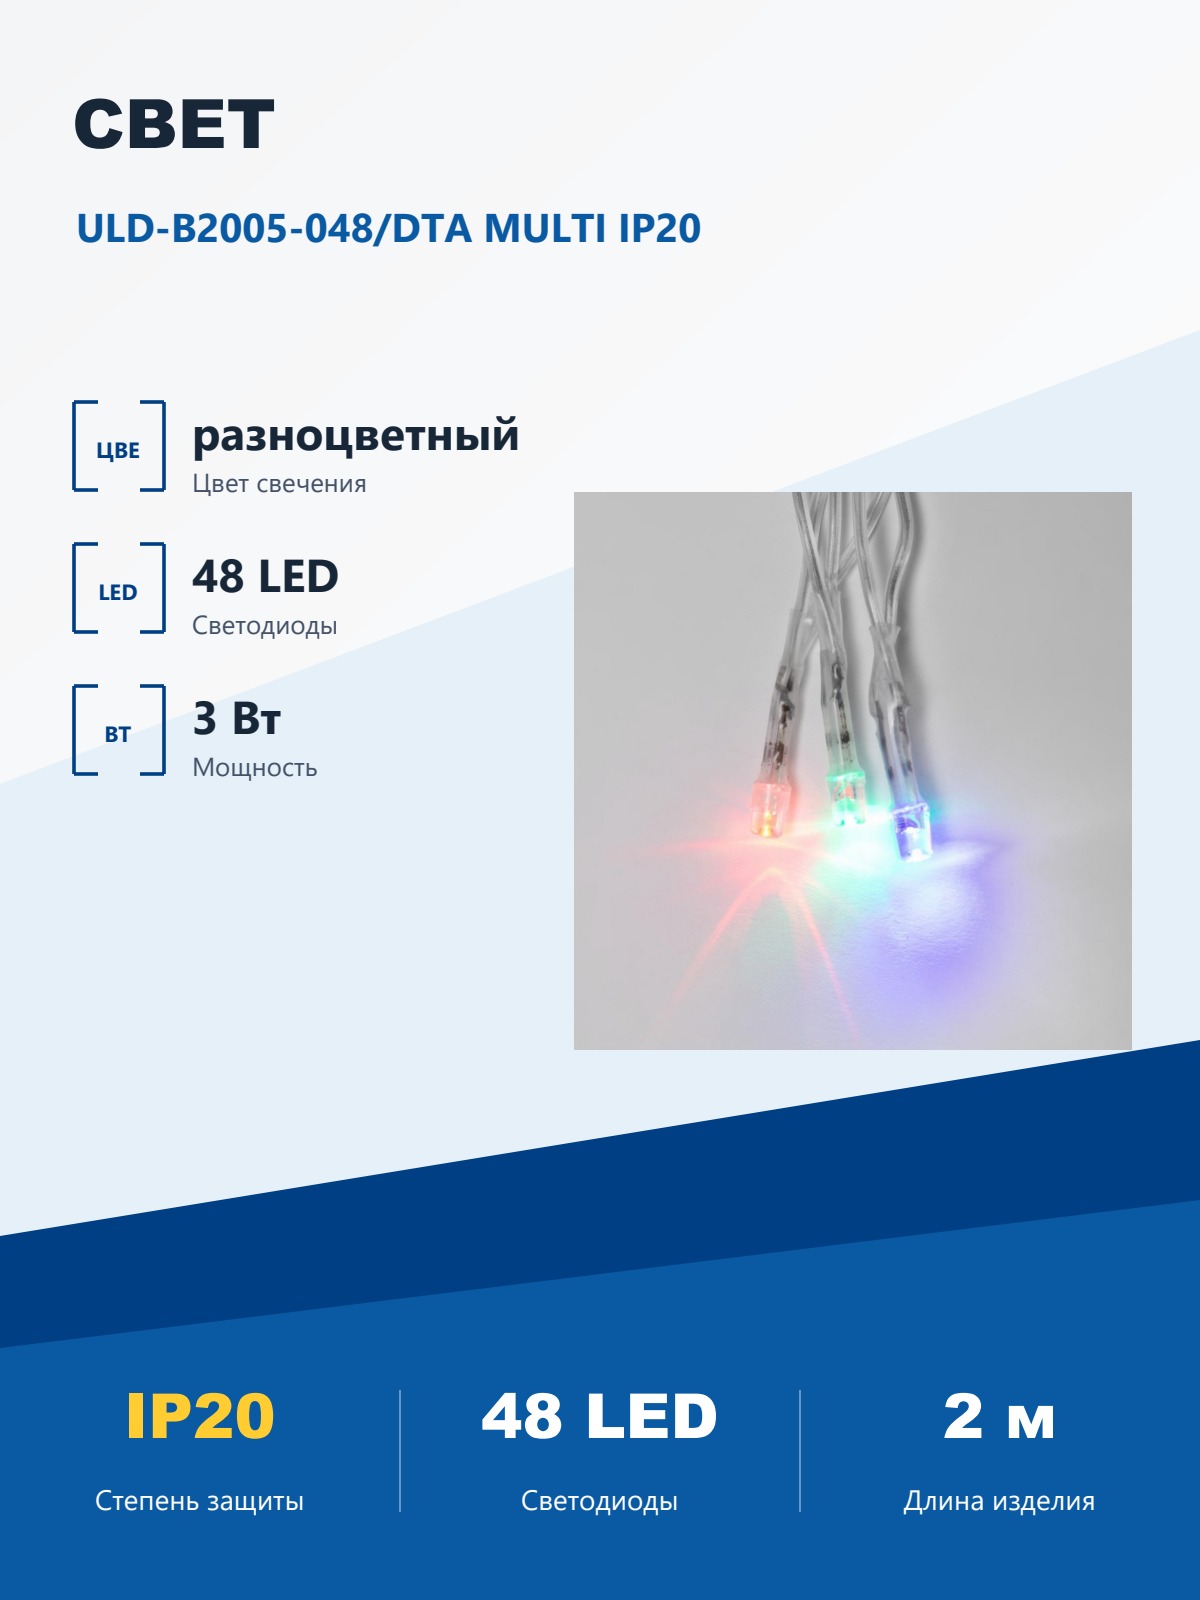 СВЕТ
ULD-B2005-048/DTA MULTI IP20
ЦВЕ
разноцветный
Цвет свечения
LED
48 LED
Светодиоды
ВТ
3 Вт
Мощность
IP20
Степень защиты
48 LED
Светодиоды
2 м
Длина изделия